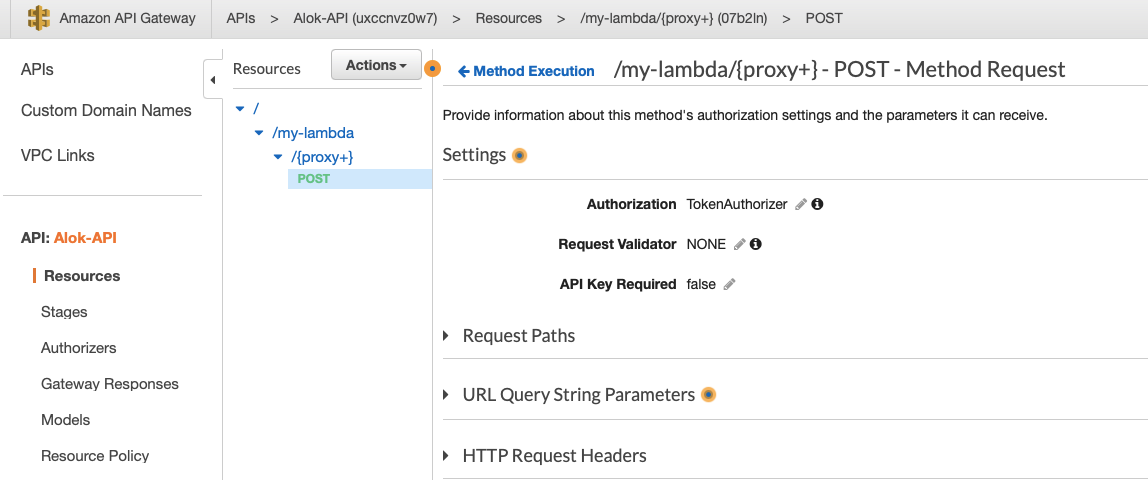 Amazon API Gateway APIs > Alok-API (uxccnvz0w7) > Resources > /my-lambda/{proxy+} (07b2ln) > POST
APIs
Custom Domain Names
VPC Links
API: Alok-API
Resources
Stages
Authorizers
Gateway Responses
Models
Resource Policy
Resources Actions
/
/my-lambda
/{proxy+}
POST
Method Execution /my-lambda/{proxy+} - POST - Method Request
Provide information about this method's authorization settings and the parameters it can receive.
Settings
Authorization TokenAuthorizer
Request Validator NONE
API Key Required false
Request Paths
URL Query String Parameters
HTTP Request Headers